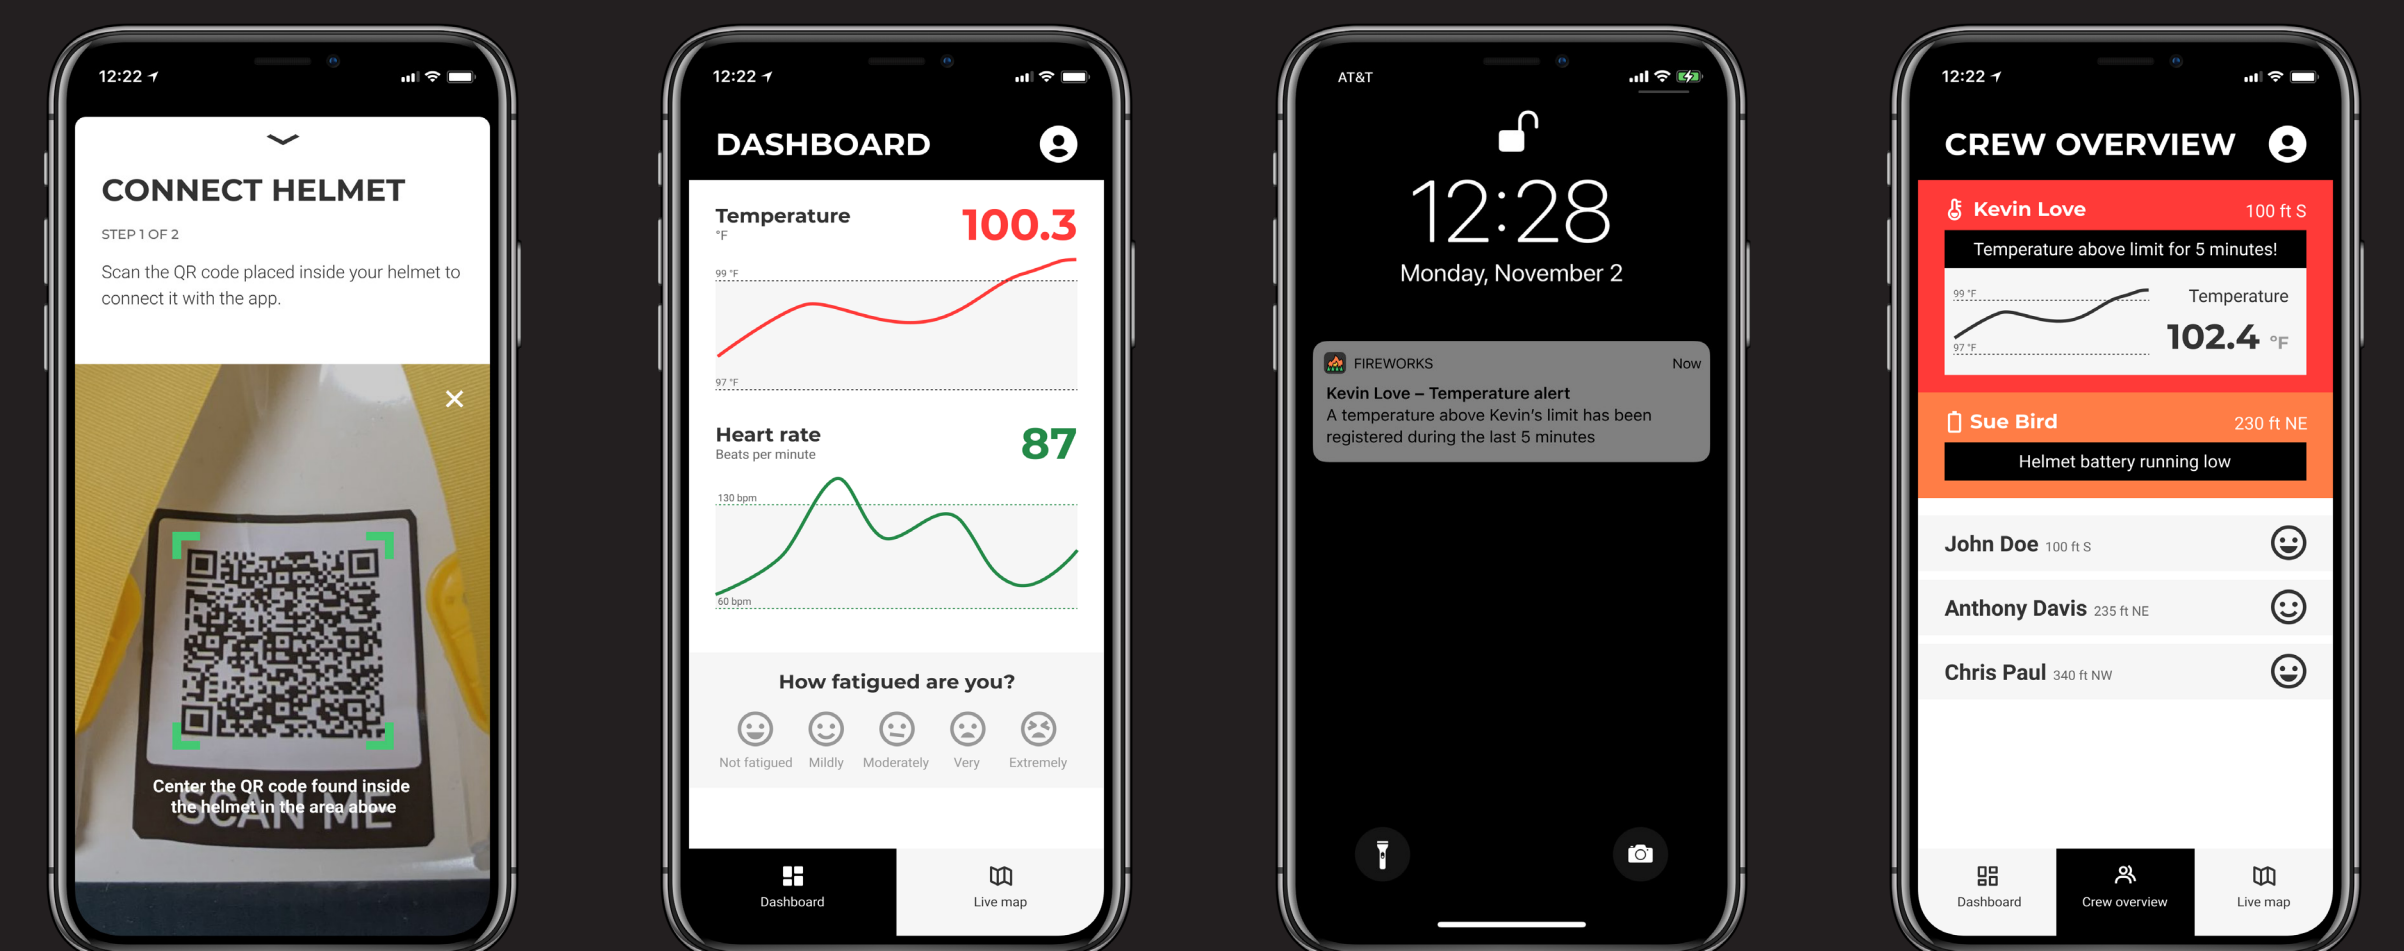 12:22
CONNECT HELMET
STEP 1 OF 2
Scan the QR code placed inside your helmet to
connect it with the app.
Center the QR code found inside
the helmet in the area above
SCAN ME
12:22
DASHBOARD
Temperature
°F
100.3
99 °F
97 °F
Heart rate
Beats per minute
87
130 bpm
60 bpm
How fatigued are you?
Not fatigued Mildly Moderately Very Extremely
Dashboard
Live map
AT&T
12:28
Monday, November 2
FIREWORKS Now
Kevin Love – Temperature alert
A temperature above Kevin's limit has been
registered during the last 5 minutes
12:22
CREW OVERVIEW
Kevin Love 100 ft S
Temperature above limit for 5 minutes!
99 °F
97 °F
Temperature
102.4 °F
Sue Bird 230 ft NE
Helmet battery running low
John Doe 100 ft S
Anthony Davis 235 ft NE
Chris Paul 340 ft NW
Dashboard
Crew overview
Live map